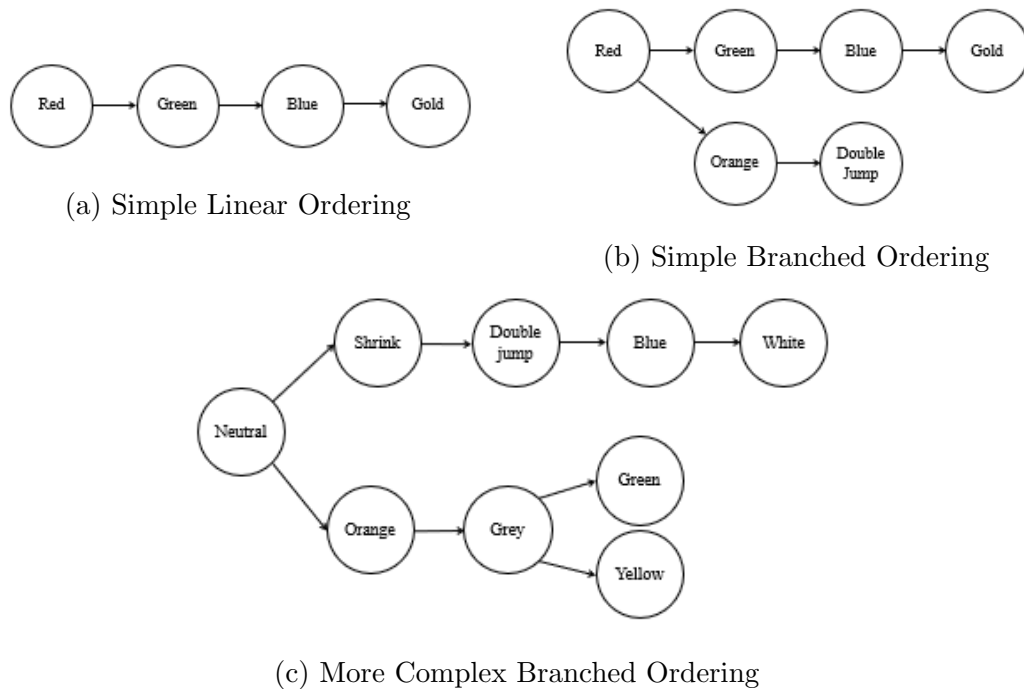 Red
Green
Blue
Gold
(a) Simple Linear Ordering
Red
Green
Blue
Gold
Orange
Double
Jump
(b) Simple Branched Ordering
Neutral
Shrink
Double
jump
Blue
White
Orange
Grey
Green
Yellow
(c) More Complex Branched Ordering